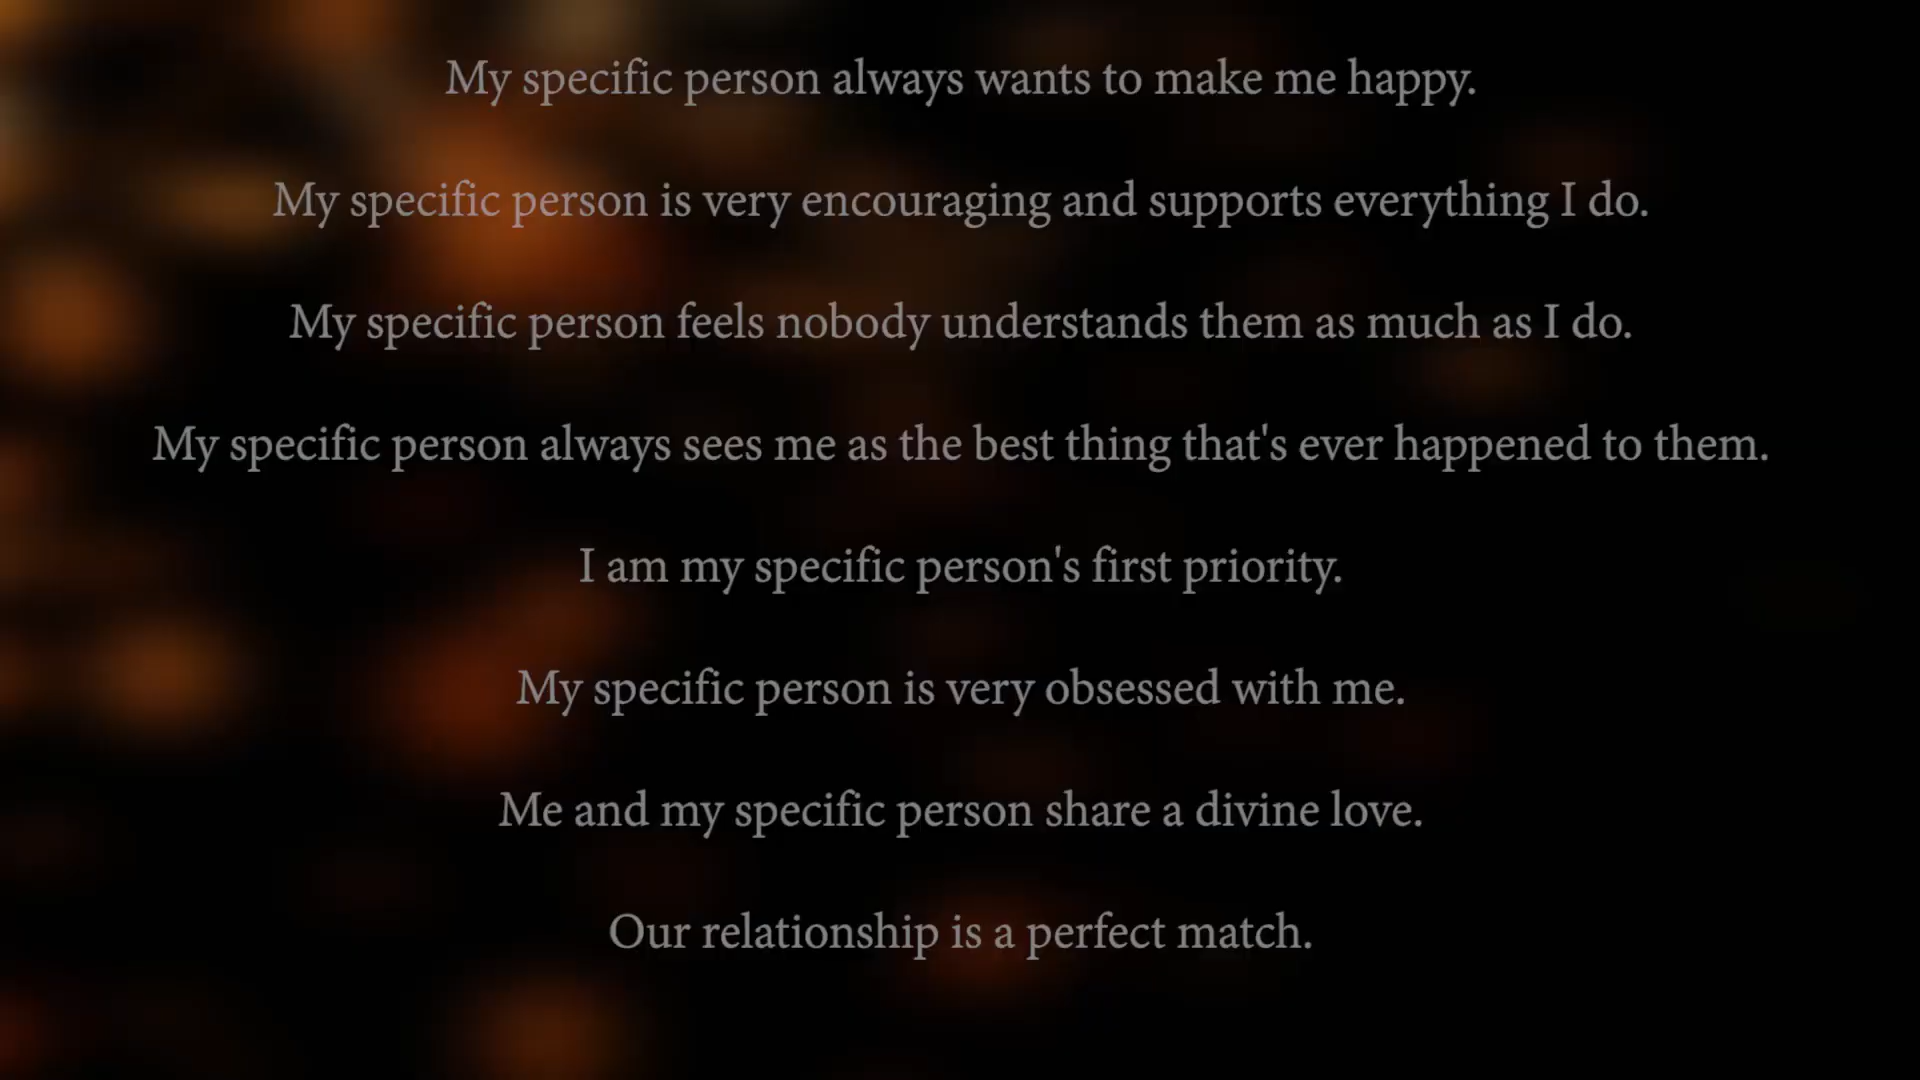 My specific person always wants to make me happy.
My specific person is very encouraging and supports everything I do.
My specific person feels nobody understands them as much as I do.
My specific person always sees me as the best thing that's ever happened to them.
I am my specific person's first priority.
My specific person is very obsessed with me.
Me and my specific person share a divine love.
Our relationship is a perfect match.